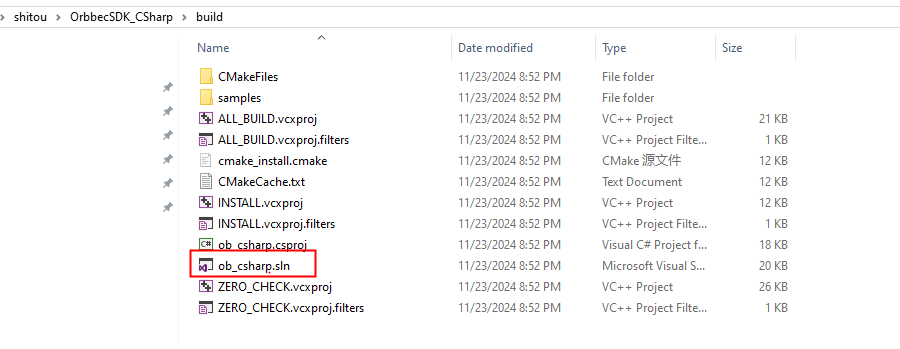 shitou > OrbbecSDK_CSharp > build
Name Date modified Type Size
CMakeFiles 11/23/2024 8:52 PM File folder
samples 11/23/2024 8:52 PM File folder
ALL_BUILD.vcxproj 11/23/2024 8:52 PM VC++ Project 21 KB
ALL_BUILD.vcxproj.filters 11/23/2024 8:52 PM VC++ Project Filte... 1 KB
cmake_install.cmake 11/23/2024 8:52 PM CMake 源文件 12 KB
CMakeCache.txt 11/23/2024 8:52 PM Text Document 12 KB
INSTALL.vcxproj 11/23/2024 8:52 PM VC++ Project 12 KB
INSTALL.vcxproj.filters 11/23/2024 8:52 PM VC++ Project Filte... 1 KB
C# ob_csharp.csproj 11/23/2024 8:52 PM Visual C# Project f... 18 KB
ob_csharp.sln 11/23/2024 8:52 PM Microsoft Visual S... 20 KB
ZERO_CHECK.vcxproj 11/23/2024 8:52 PM VC++ Project 26 KB
ZERO_CHECK.vcxproj.filters 11/23/2024 8:52 PM VC++ Project Filte... 1 KB